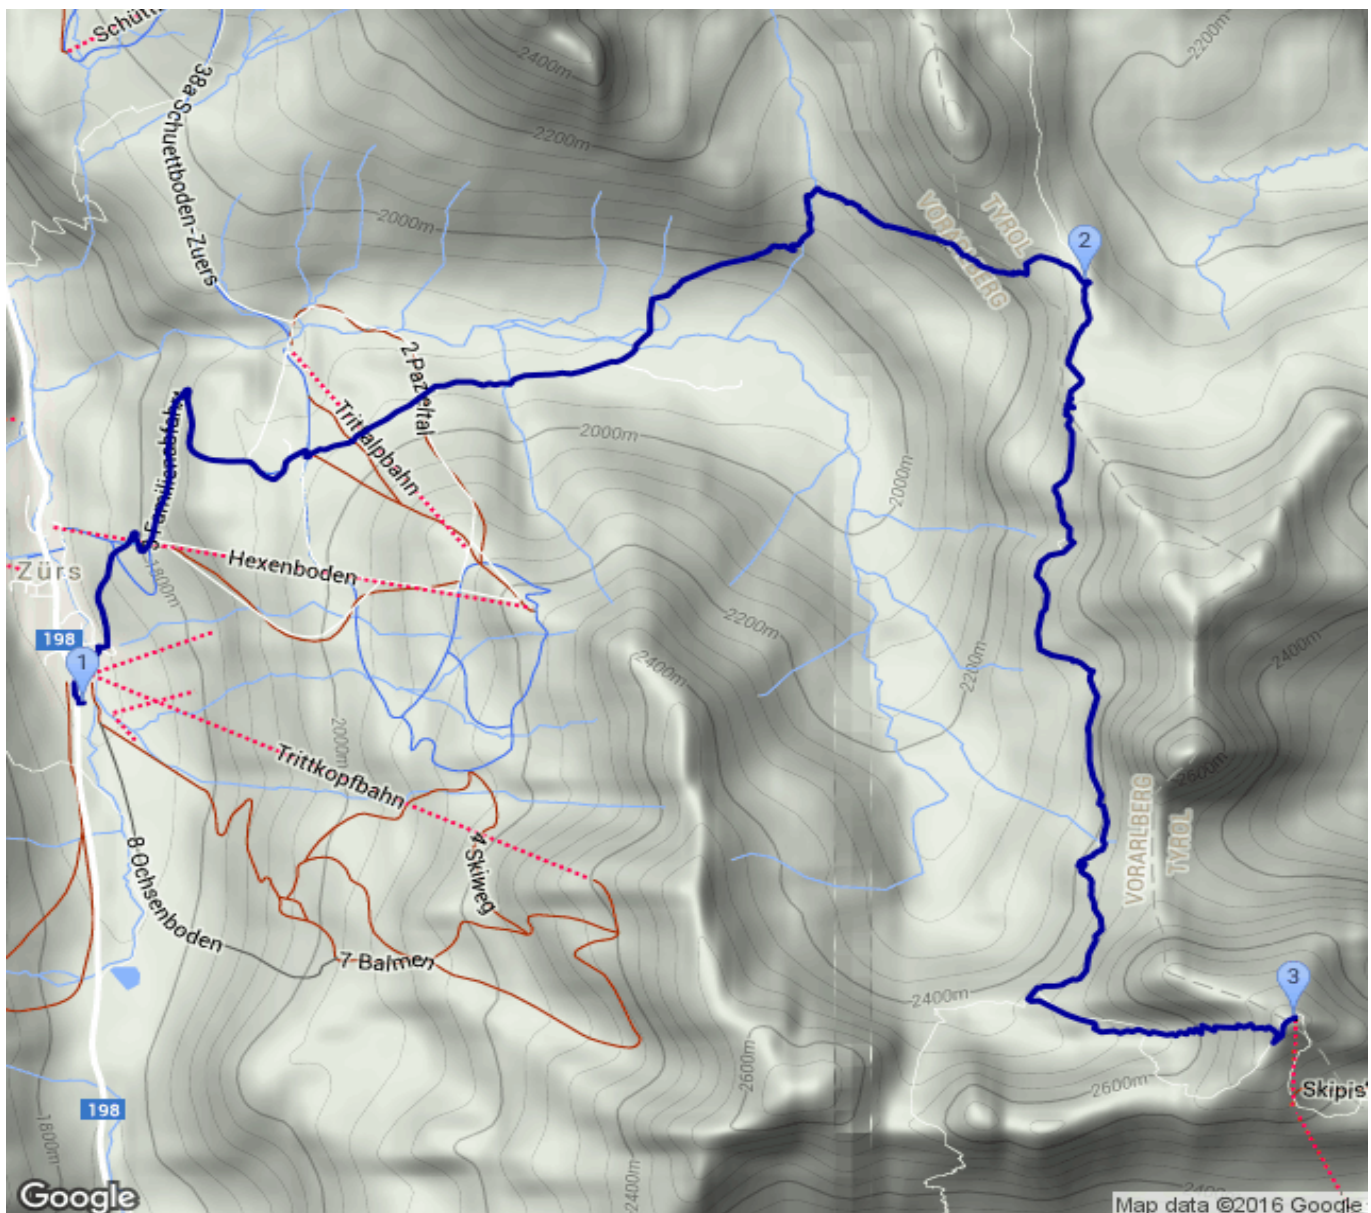 Schütt
2400m
2200m
38a Schuettboden-Zuers
2200m
2000m
VORARLBERG
TYROL
2
2 Pazieltal
Trittalpbahn
Familienabfahrt
2000m
2000m
Hexenboden
1800m
Zürs
198
1
2200m
2400m
2200m
2400m
2000m
Trittkopfbahn
2600m
VORARLBERG
TYROL
4 Skiweg
8 Ochsenboden
7 Balmen
3
2400m
2600m
2600m
Skipis
198
1800m
2400m
2400
Google
Map data ©2016 Google